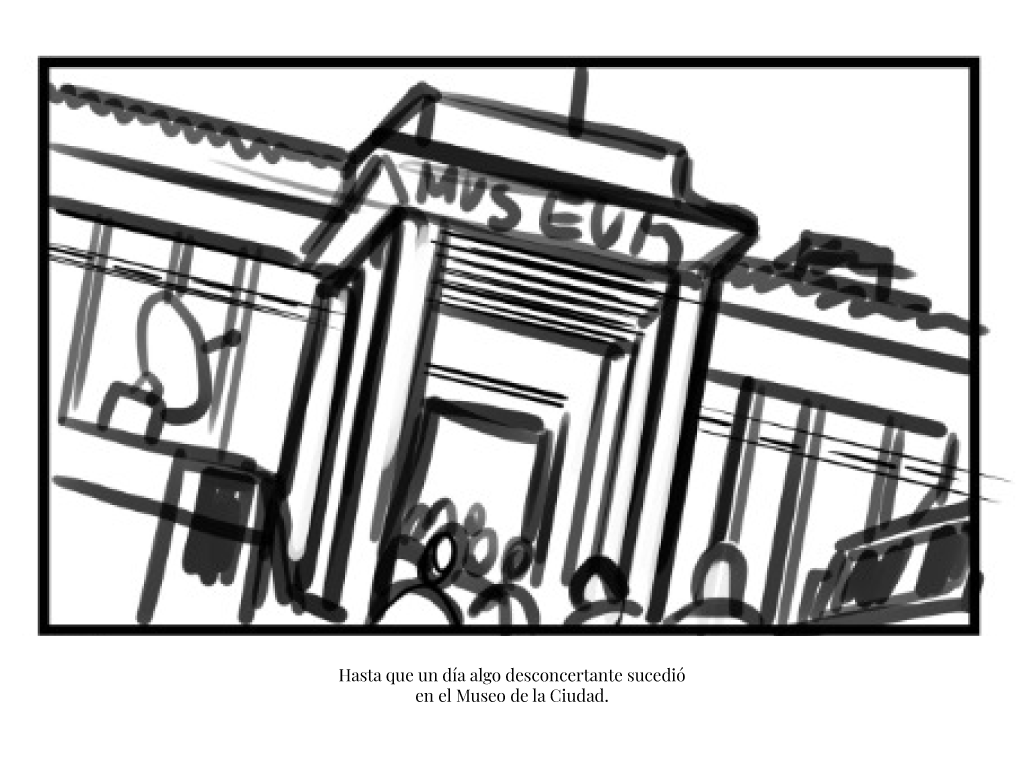 MUSEUM
Hasta que un día algo desconcertante sucedió
en el Museo de la Ciudad.